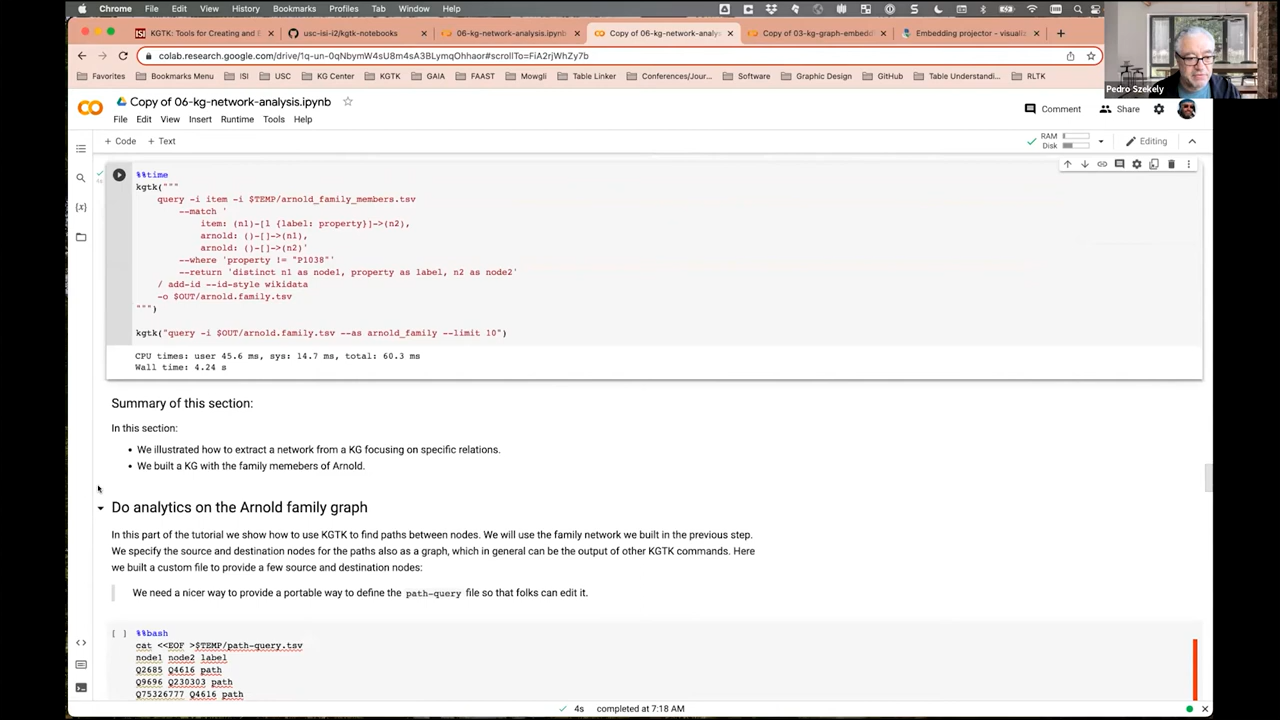 Chrome File Edit View History Bookmarks Profiles Tab Window Help
KGTK: Tools for Creating and E
usc-isi-i2/kgtk-notebooks
06-kg-network-analysis.ipynb
Copy of 06-kg-network-analysis
Copy of 03-kg-graph-embedd
Embedding projector - visualiz
colab.research.google.com/drive/1q-un-0qNbymW4sU8m4sA3BLymqOhhaor#scrollTo=FiA2rjWhZy7b
Favorites Bookmarks Menu ISI USC KG Center KGTK GAIA FAAST Mowgli Table Linker Conferences/Jour... Software Graphic Design GitHub Table Understandi... RLTK
Pedro Szekely
Copy of 06-kg-network-analysis.ipynb
Comment Share
File Edit View Insert Runtime Tools Help
+ Code + Text
RAM
Disk
Editing
%%time
kgtk("""
query -i item -i $TEMP/arnold_family_members.tsv
--match '
item: (n1)-[l {label: property}]->(n2),
arnold: ()-[]->(n1),
arnold: ()-[]->(n2)'
--where 'property != "P1038"'
--return 'distinct n1 as node1, property as label, n2 as node2'
/ add-id --id-style wikidata
-o $OUT/arnold.family.tsv
""")
kgtk("query -i $OUT/arnold.family.tsv --as arnold_family --limit 10")
CPU times: user 45.6 ms, sys: 14.7 ms, total: 60.3 ms
Wall time: 4.24 s
Summary of this section:
In this section:
• We illustrated how to extract a network from a KG focusing on specific relations.
• We built a KG with the family memebers of Arnold.
Do analytics on the Arnold family graph
In this part of the tutorial we show how to use KGTK to find paths between nodes. We will use the family network we built in the previous step.
We specify the source and destination nodes for the paths also as a graph, which in general can be the output of other KGTK commands. Here
we built a custom file to provide a few source and destination nodes:
We need a nicer way to provide a portable way to define the path-query file so that folks can edit it.
[ ] %%bash
cat <<EOF >$TEMP/path-query.tsv
node1 node2 label
Q2685 Q4616 path
Q9696 Q230303 path
Q75326777 Q4616 path
4s completed at 7:18 AM